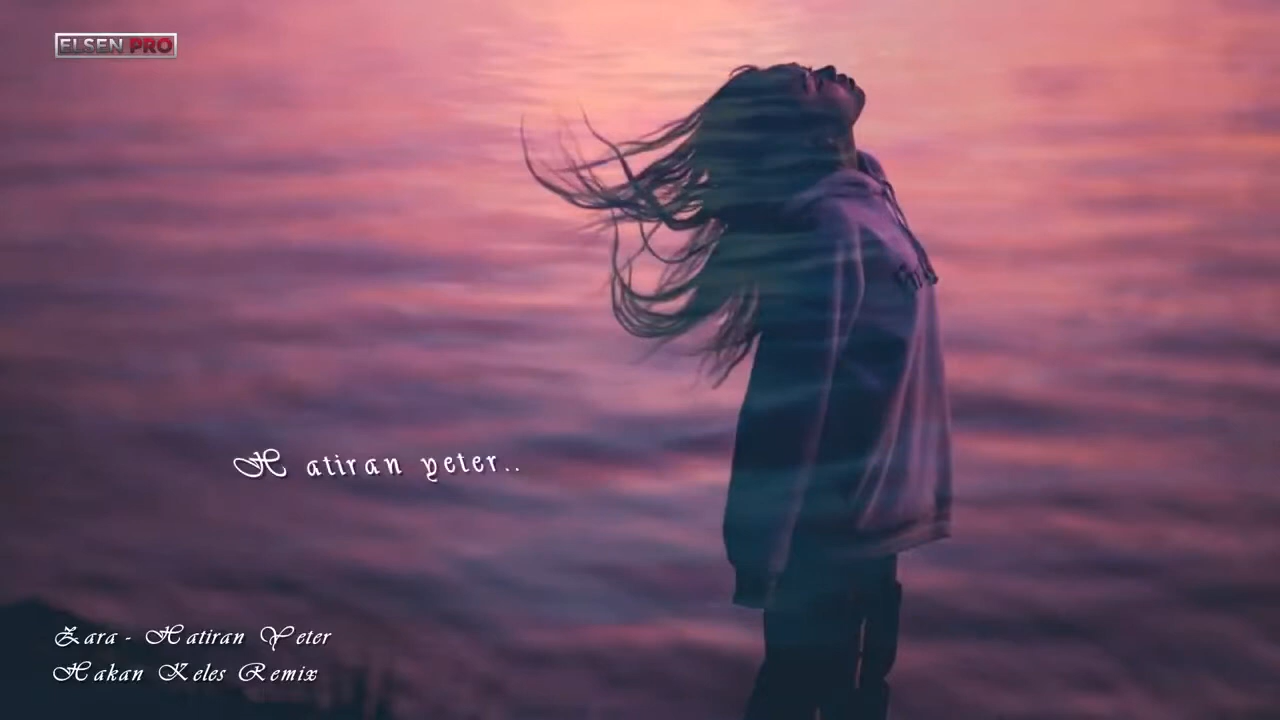 ELSEN PRO
Hatiran yeter..
Zara - Hatiran Yeter
Hakan Keles Remix